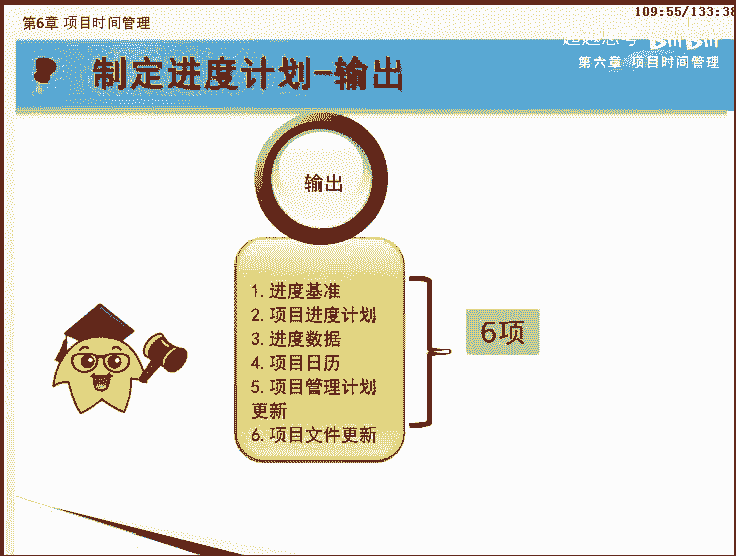 第6章 项目时间管理
109:55/133:38
BiliBili
第六章 项目时间管理
制定进度计划-输出
输出
1.进度基准
2.项目进度计划
3.进度数据
4.项目日历
5.项目管理计划
更新
6.项目文件更新
6项